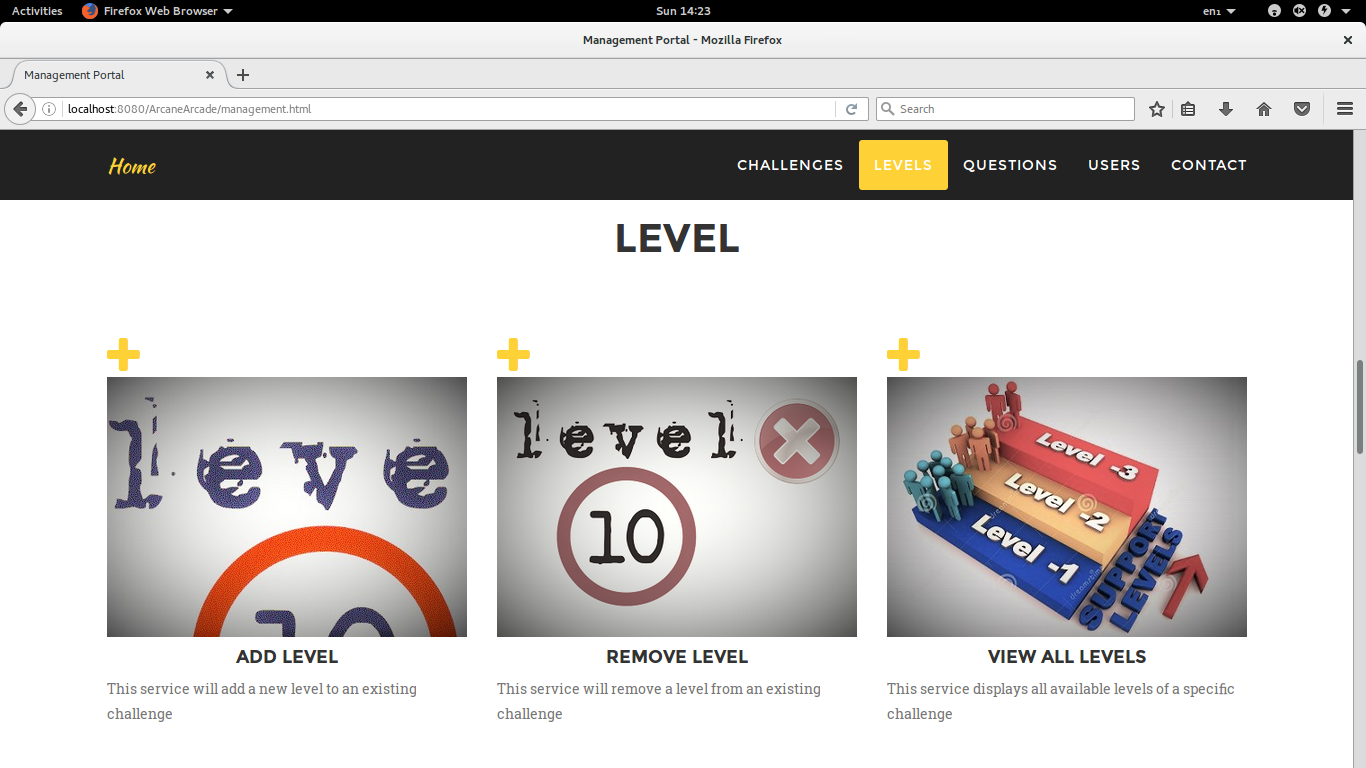 Activities Firefox Web Browser Sun 14:23 en₁
Management Portal - Mozilla Firefox
Management Portal
localhost:8080/ArcaneArcade/management.html Search
Home CHALLENGES LEVELS QUESTIONS USERS CONTACT
LEVEL
leve
10
level
10
Level -3
Level -2
Level -1
SUPPORT
LEVELS
ADD LEVEL
This service will add a new level to an existing
challenge
REMOVE LEVEL
This service will remove a level from an existing
challenge
VIEW ALL LEVELS
This service displays all available levels of a specific
challenge